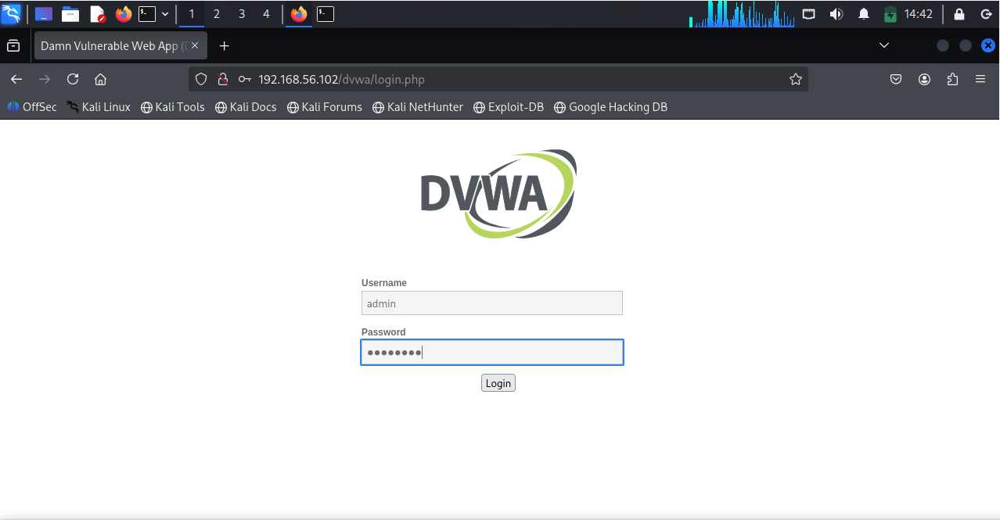 1 2 3 4 14:42
Damn Vulnerable Web App (
192.168.56.102/dvwa/login.php
OffSec Kali Linux Kali Tools Kali Docs Kali Forums Kali NetHunter Exploit-DB Google Hacking DB
DVWA
Username
admin
Password
••••••••
Login